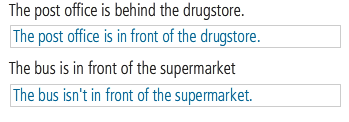 The post office is behind the drugstore.
The post office is in front of the drugstore.
The bus is in front of the supermarket
The bus isn't in front of the supermarket.